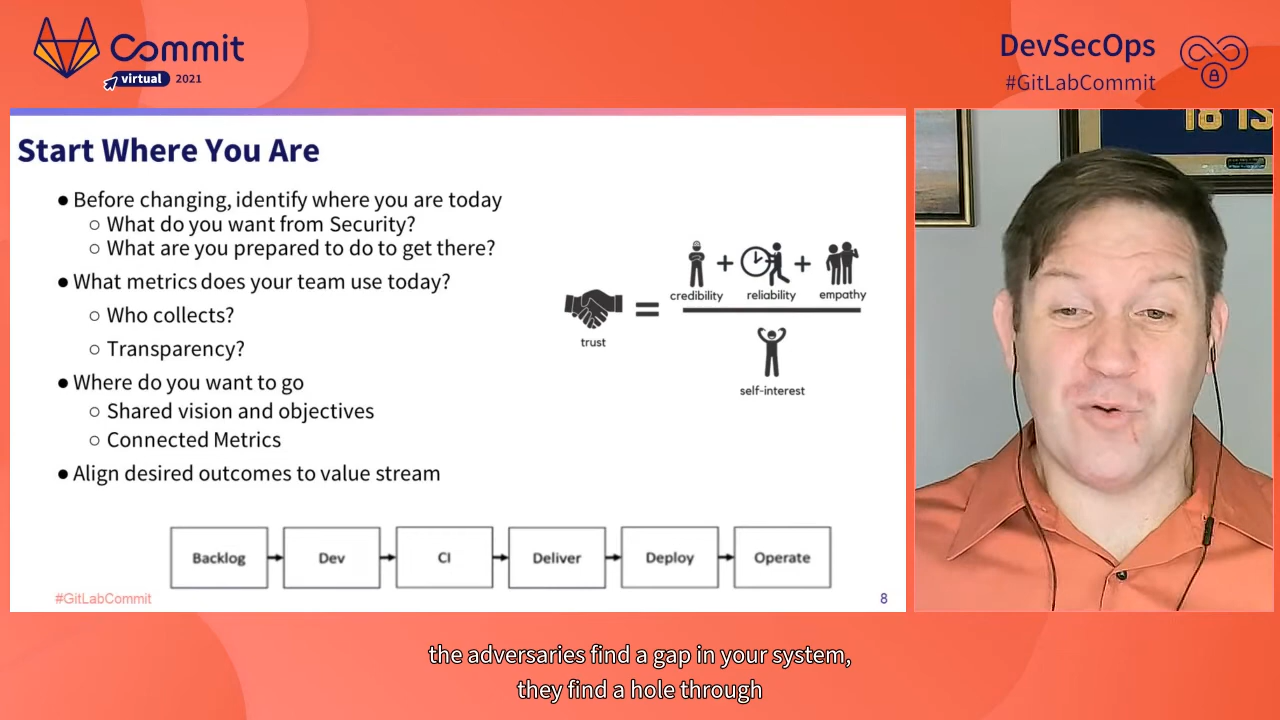 Commit
virtual 2021
DevSecOps
#GitLabCommit
Start Where You Are
● Before changing, identify where you are today
○ What do you want from Security?
○ What are you prepared to do to get there?
● What metrics does your team use today?
○ Who collects?
○ Transparency?
● Where do you want to go
○ Shared vision and objectives
○ Connected Metrics
● Align desired outcomes to value stream
trust
=
credibility + reliability + empathy
self-interest
Backlog
Dev
CI
Deliver
Deploy
Operate
#GitLabCommit
8
18 IS
the adversaries find a gap in your system,
they find a hole through